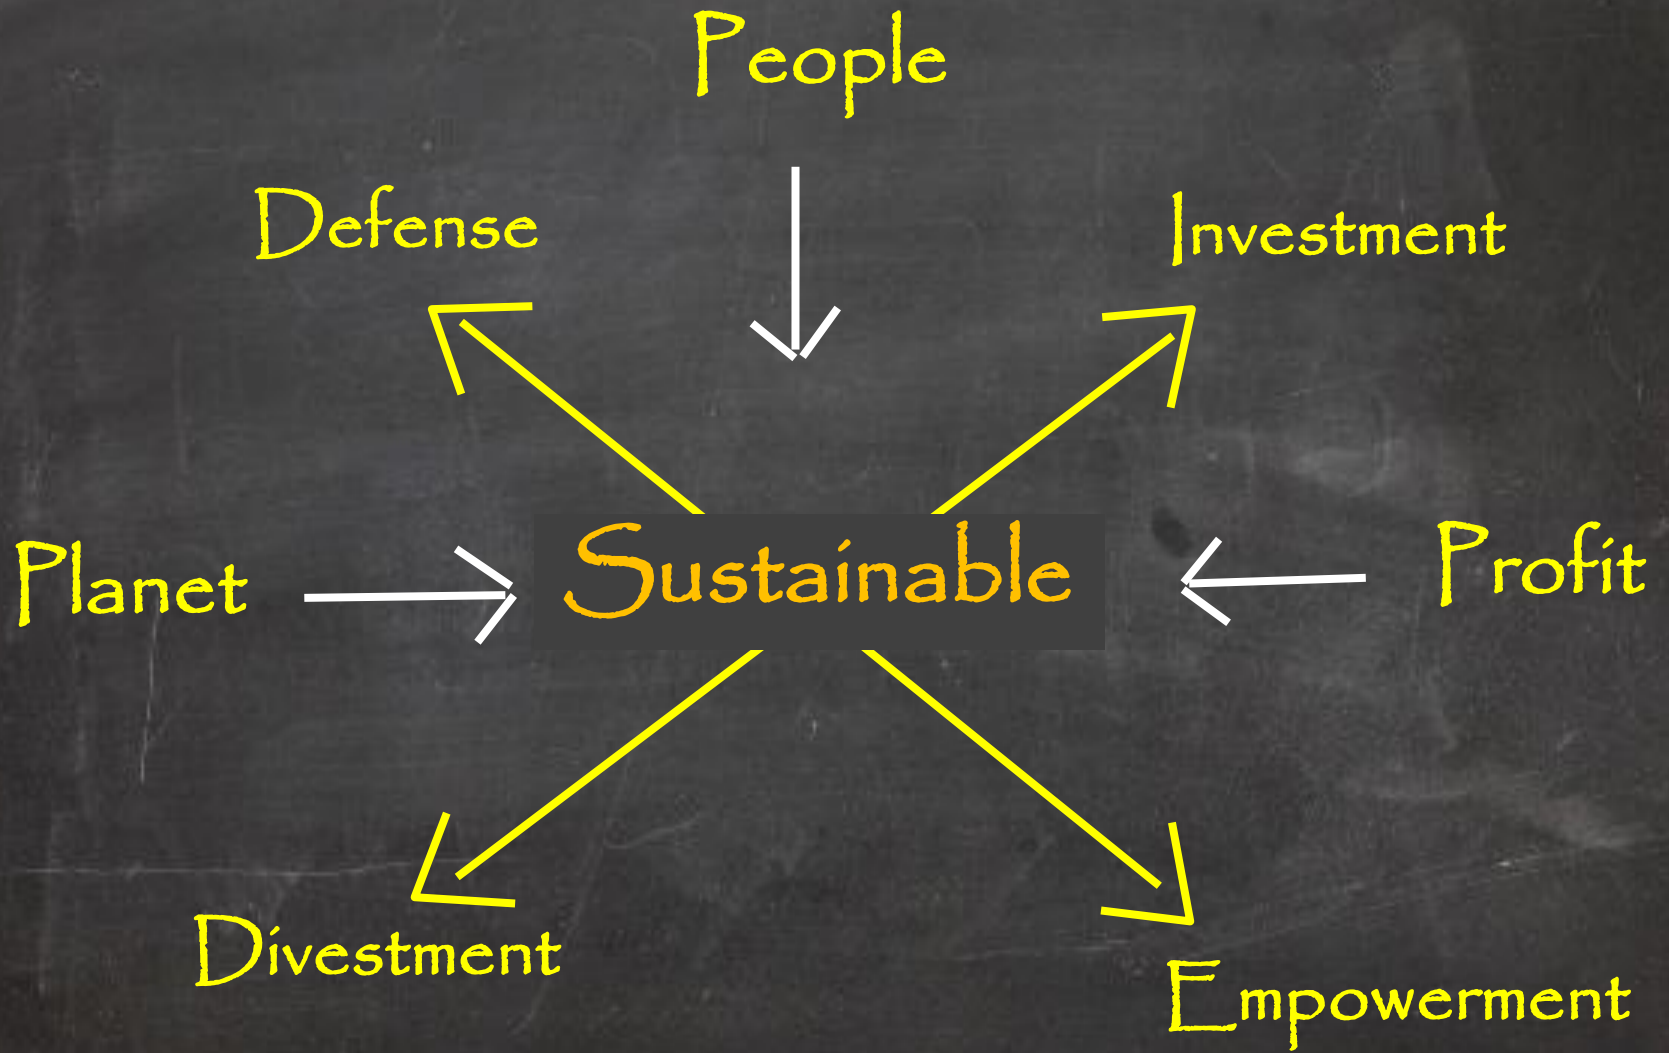 People
Defense
Investment
Planet
Sustainable
Profit
Divestment
Empowerment